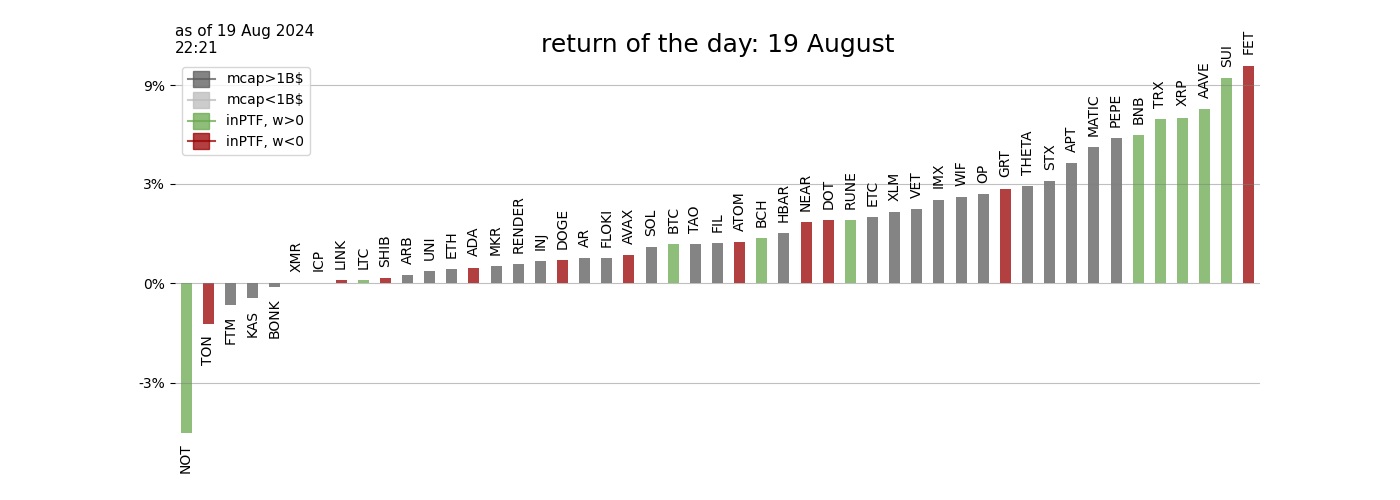 as of 19 Aug 2024
22:21
return of the day: 19 August
mcap>1B$
mcap<1B$
inPTF, w>0
inPTF, w<0
9%
3%
0%
-3%
NOT
TON
FTM
KAS
BONK
XMR
ICP
LINK
LTC
SHIB
ARB
UNI
ETH
ADA
MKR
RENDER
INJ
DOGE
AR
FLOKI
AVAX
SOL
BTC
TAO
FIL
ATOM
BCH
HBAR
NEAR
DOT
RUNE
ETC
XLM
VET
IMX
WIF
OP
GRT
THETA
STX
APT
MATIC
PEPE
BNB
TRX
XRP
AAVE
SUI
FET